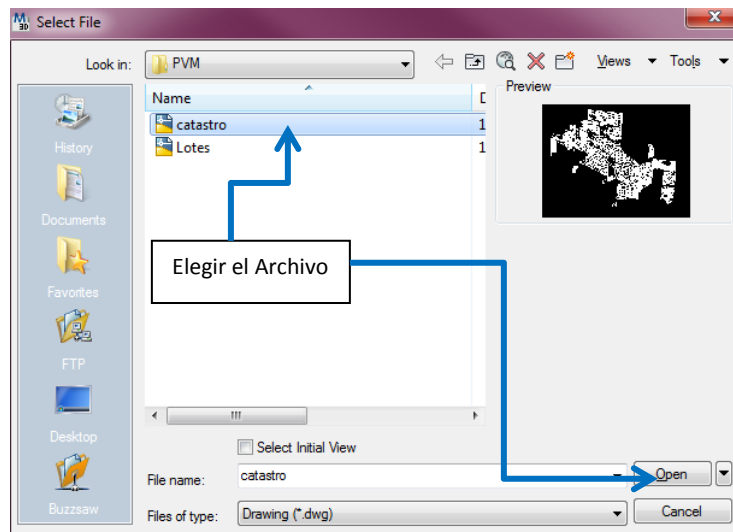 M
3D
Select File
Look in:
PVM
Views
Tools
Name
D
Preview
catastro
1
Lotes
1
History
Documents
Elegir el Archivo
Favorites
FTP
Desktop
Select Initial View
File name:
catastro
Open
Buzzsaw
Files of type:
Drawing (*.dwg)
Cancel